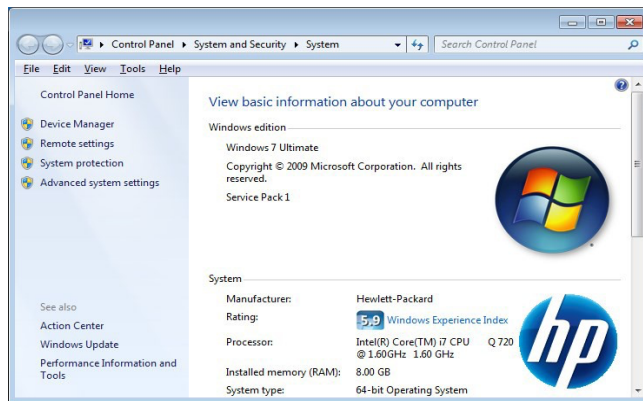 Control Panel ▸ System and Security ▸ System
Search Control Panel
File Edit View Tools Help
Control Panel Home
Device Manager
Remote settings
System protection
Advanced system settings
See also
Action Center
Windows Update
Performance Information and
Tools
View basic information about your computer
Windows edition
Windows 7 Ultimate
Copyright © 2009 Microsoft Corporation. All rights
reserved.
Service Pack 1
System
Manufacturer: Hewlett-Packard
Rating: 5.9 Windows Experience Index
Processor: Intel(R) Core(TM) i7 CPU Q 720
@ 1.60GHz 1.60 GHz
Installed memory (RAM): 8.00 GB
System type: 64-bit Operating System
hp